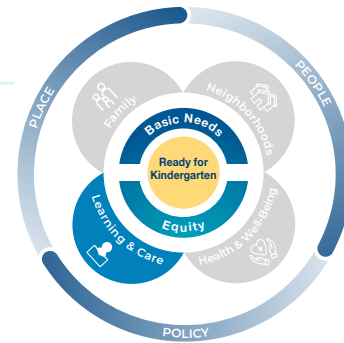 PLACE
PEOPLE
Family
Neighborhoods
Basic Needs
Ready for
Kindergarten
Equity
Learning & Care
Health & Well-Being
POLICY